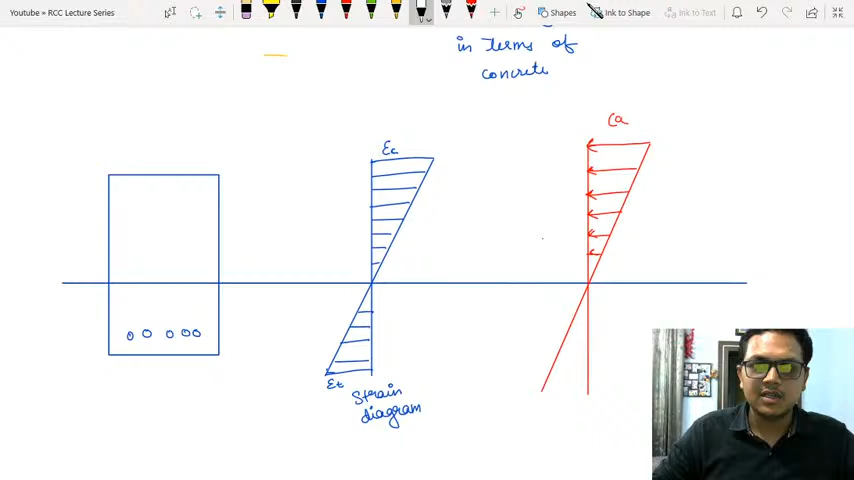 Youtube » RCC Lecture Series
Shapes
Ink to Shape
Ink to Text
in Terms of
concrete
Ca
Ec
Et
Strain
diagram